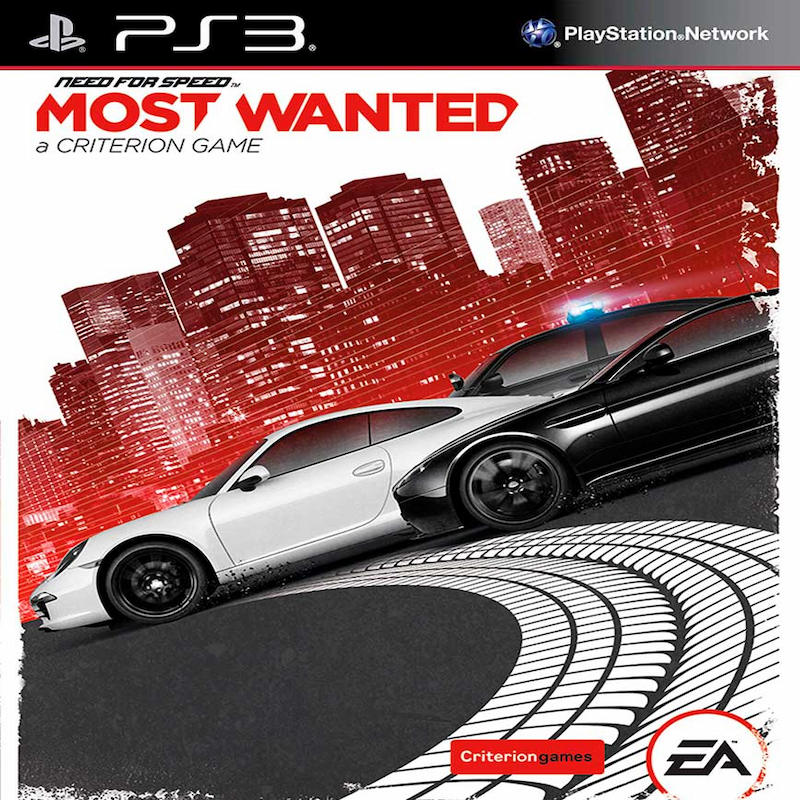 PS3
PlayStation®Network
NEED FOR SPEED™
MOST WANTED
a CRITERION GAME
Criteriongames
EA